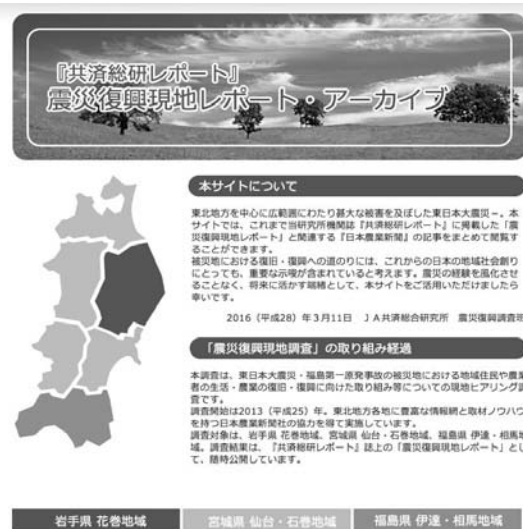 『共済総研レポート』
震災復興現地レポート・アーカイブ
本サイトについて
東北地方を中心に広範囲にわたり甚大な被害を及ぼした東日本大震災－。本
サイトでは、これまで当研究所機関誌『共済総研レポート』に掲載した「震
災復興現地レポート」と関連する『日本農業新聞』の記事をまとめて閲覧す
ることができます。
被災地における復旧・復興への道のりには、これからの日本の地域社会創り
にとっても、重要な示唆が含まれていると考えます。震災の経験を風化させ
ることなく、将来に活かす端緒として、本サイトをご活用いただけましたら
幸いです。
2016（平成28）年３月11日　ＪＡ共済総合研究所　震災復興調査班
「震災復興現地調査」の取り組み経過
本調査は、東日本大震災・福島第一原発事故の被災地における地域住民や農業
者の生活・農業の復旧・復興に向けた取り組み等についての現地ヒアリング調
査です。
調査開始は2013（平成25）年。東北地方各地に豊富な情報網と取材ノウハウ
を持つ日本農業新聞社の協力を得て実施しています。
調査対象は、岩手県 花巻地域、宮城県 仙台・石巻地域、福島県 伊達・相馬地
域。調査結果は、『共済総研レポート』誌上の「震災復興現地レポート」とし
て、随時公開しています。
岩手県 花巻地域
宮城県 仙台・石巻地域
福島県 伊達・相馬地域